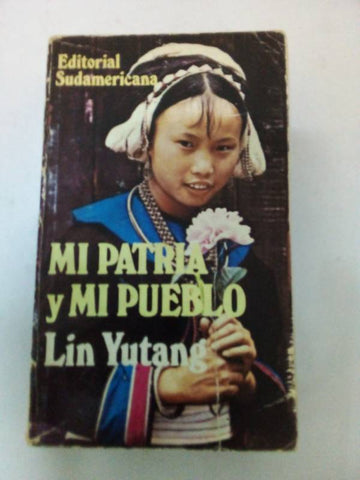 Editorial
Sudamericana
MI PATRIA
y MI PUEBLO
Lin Yutang